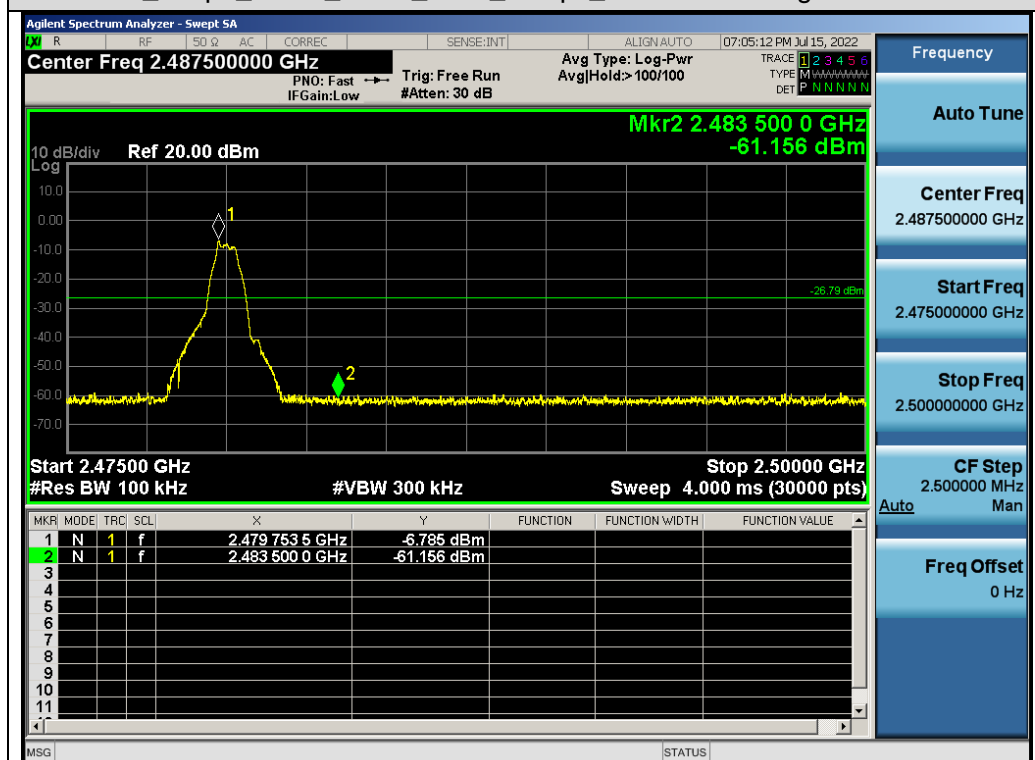 Agilent Spectrum Analyzer - Swept SA
LXI R RF 50 Ω AC CORREC SENSE:INT ALIGN AUTO 07:05:12 PM Jul 15, 2022
Center Freq 2.487500000 GHz
PNO: Fast
IFGain:Low
Trig: Free Run
#Atten: 30 dB
Avg Type: Log-Pwr
Avg|Hold:>100/100
TRACE 1 2 3 4 5 6
TYPE M
DET P N N N N N
Mkr2 2.483 500 0 GHz
-61.156 dBm
10 dB/div Ref 20.00 dBm
Log
10.0
0.00
-10.0
-20.0
-30.0
-40.0
-50.0
-60.0
-70.0
1
2
-26.79 dBm
Start 2.47500 GHz Stop 2.50000 GHz
#Res BW 100 kHz #VBW 300 kHz Sweep 4.000 ms (30000 pts)
MKR MODE TRC SCL X Y FUNCTION FUNCTION WIDTH FUNCTION VALUE
1 N 1 f 2.479 753 5 GHz -6.785 dBm
2 N 1 f 2.483 500 0 GHz -61.156 dBm
3
4
5
6
7
8
9
10
11
MSG STATUS
Frequency
Auto Tune
Center Freq
2.487500000 GHz
Start Freq
2.475000000 GHz
Stop Freq
2.500000000 GHz
CF Step
2.500000 MHz
Auto Man
Freq Offset
0 Hz